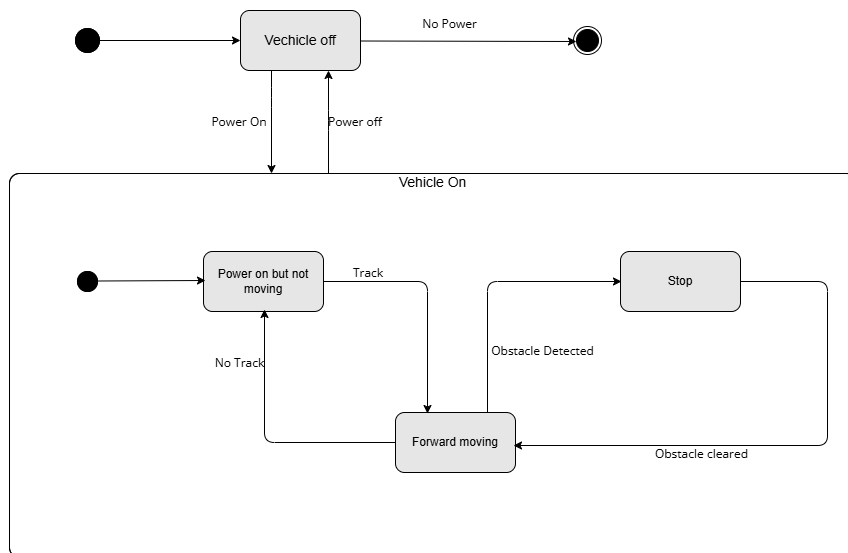 Vechicle off
No Power
Power On
Power off
Vehicle On
Power on but not
moving
Track
Stop
No Track
Obstacle Detected
Forward moving
Obstacle cleared